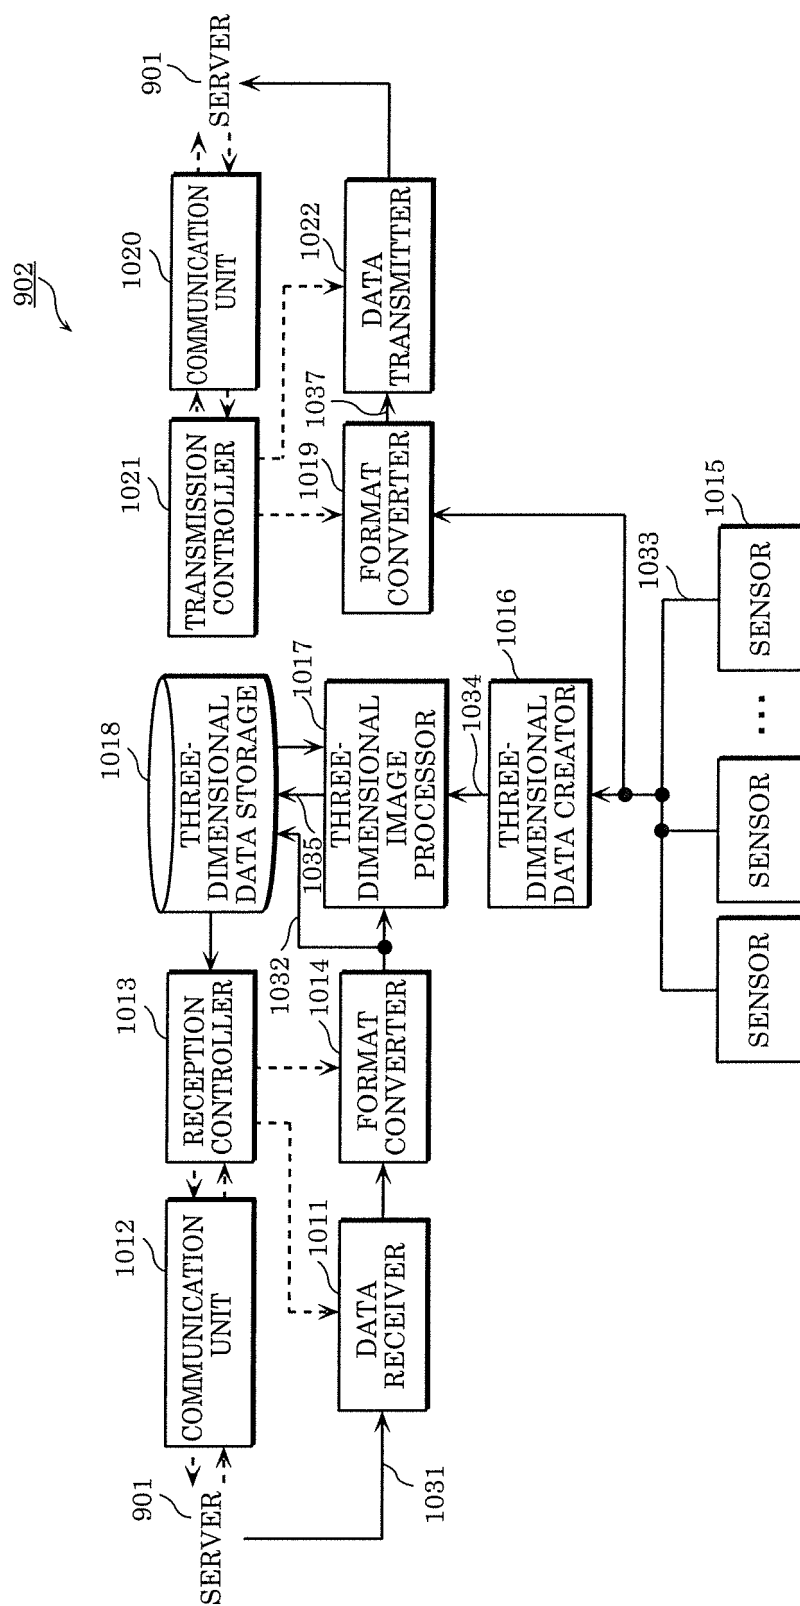 902
901
SERVER
1012
COMMUNICATION
UNIT
1013
RECEPTION
CONTROLLER
1018
THREE-
DIMENSIONAL
DATA STORAGE
1021
TRANSMISSION
CONTROLLER
1020
COMMUNICATION
UNIT
901
SERVER
1031
1011
DATA
RECEIVER
1014
FORMAT
CONVERTER
1032
1035
1017
THREE-
DIMENSIONAL
IMAGE
PROCESSOR
1019
FORMAT
CONVERTER
1037
1022
DATA
TRANSMITTER
1034
1016
THREE-
DIMENSIONAL
DATA CREATOR
1033
1015
SENSOR
SENSOR
...
SENSOR